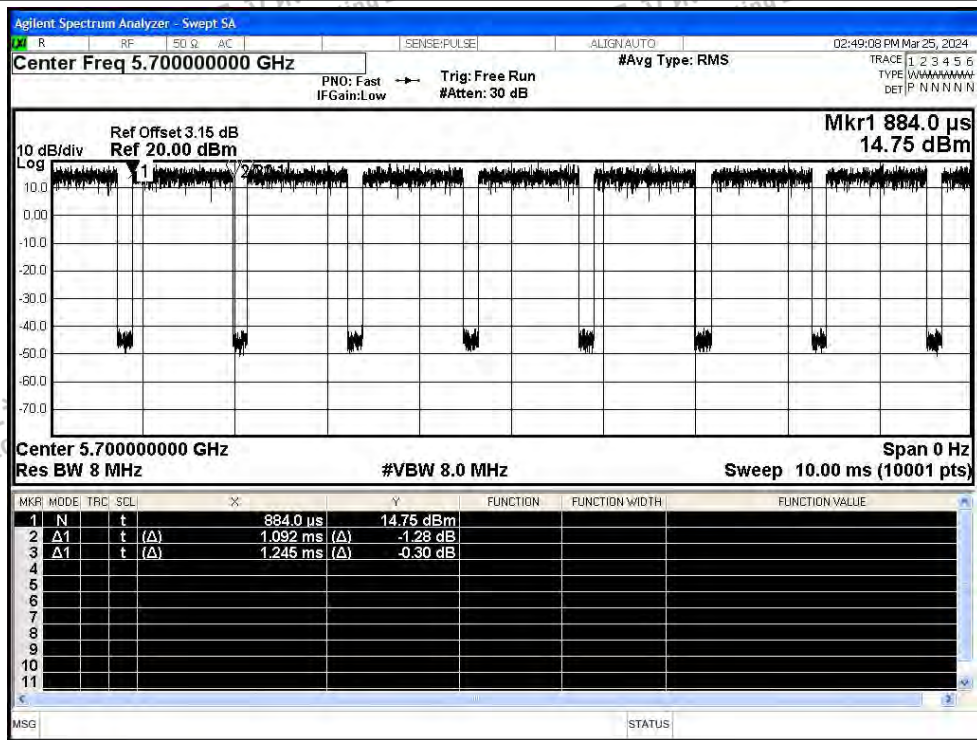 Agilent Spectrum Analyzer - Swept SA
R RF 50 Ω AC SENSE:PULSE ALIGN AUTO 02:49:08 PM Mar 25, 2024
Center Freq 5.700000000 GHz
PNO: Fast Trig: Free Run
IFGain:Low #Atten: 30 dB
#Avg Type: RMS
TRACE 1 2 3 4 5 6
TYPE
DET P N N N N N
Mkr1 884.0 µs
14.75 dBm
Ref Offset 3.15 dB
10 dB/div Ref 20.00 dBm
Log
1
10.0
0.00
-10.0
-20.0
-30.0
-40.0
-50.0
-60.0
-70.0
Center 5.700000000 GHz Span 0 Hz
Res BW 8 MHz #VBW 8.0 MHz Sweep 10.00 ms (10001 pts)
MKR MODE TRC SCL X Y FUNCTION FUNCTION WIDTH FUNCTION VALUE
1 N t 884.0 µs 14.75 dBm
2 Δ1 t (Δ) 1.092 ms (Δ) -1.28 dB
3 Δ1 t (Δ) 1.245 ms (Δ) -0.30 dB
4
5
6
7
8
9
10
11
MSG STATUS